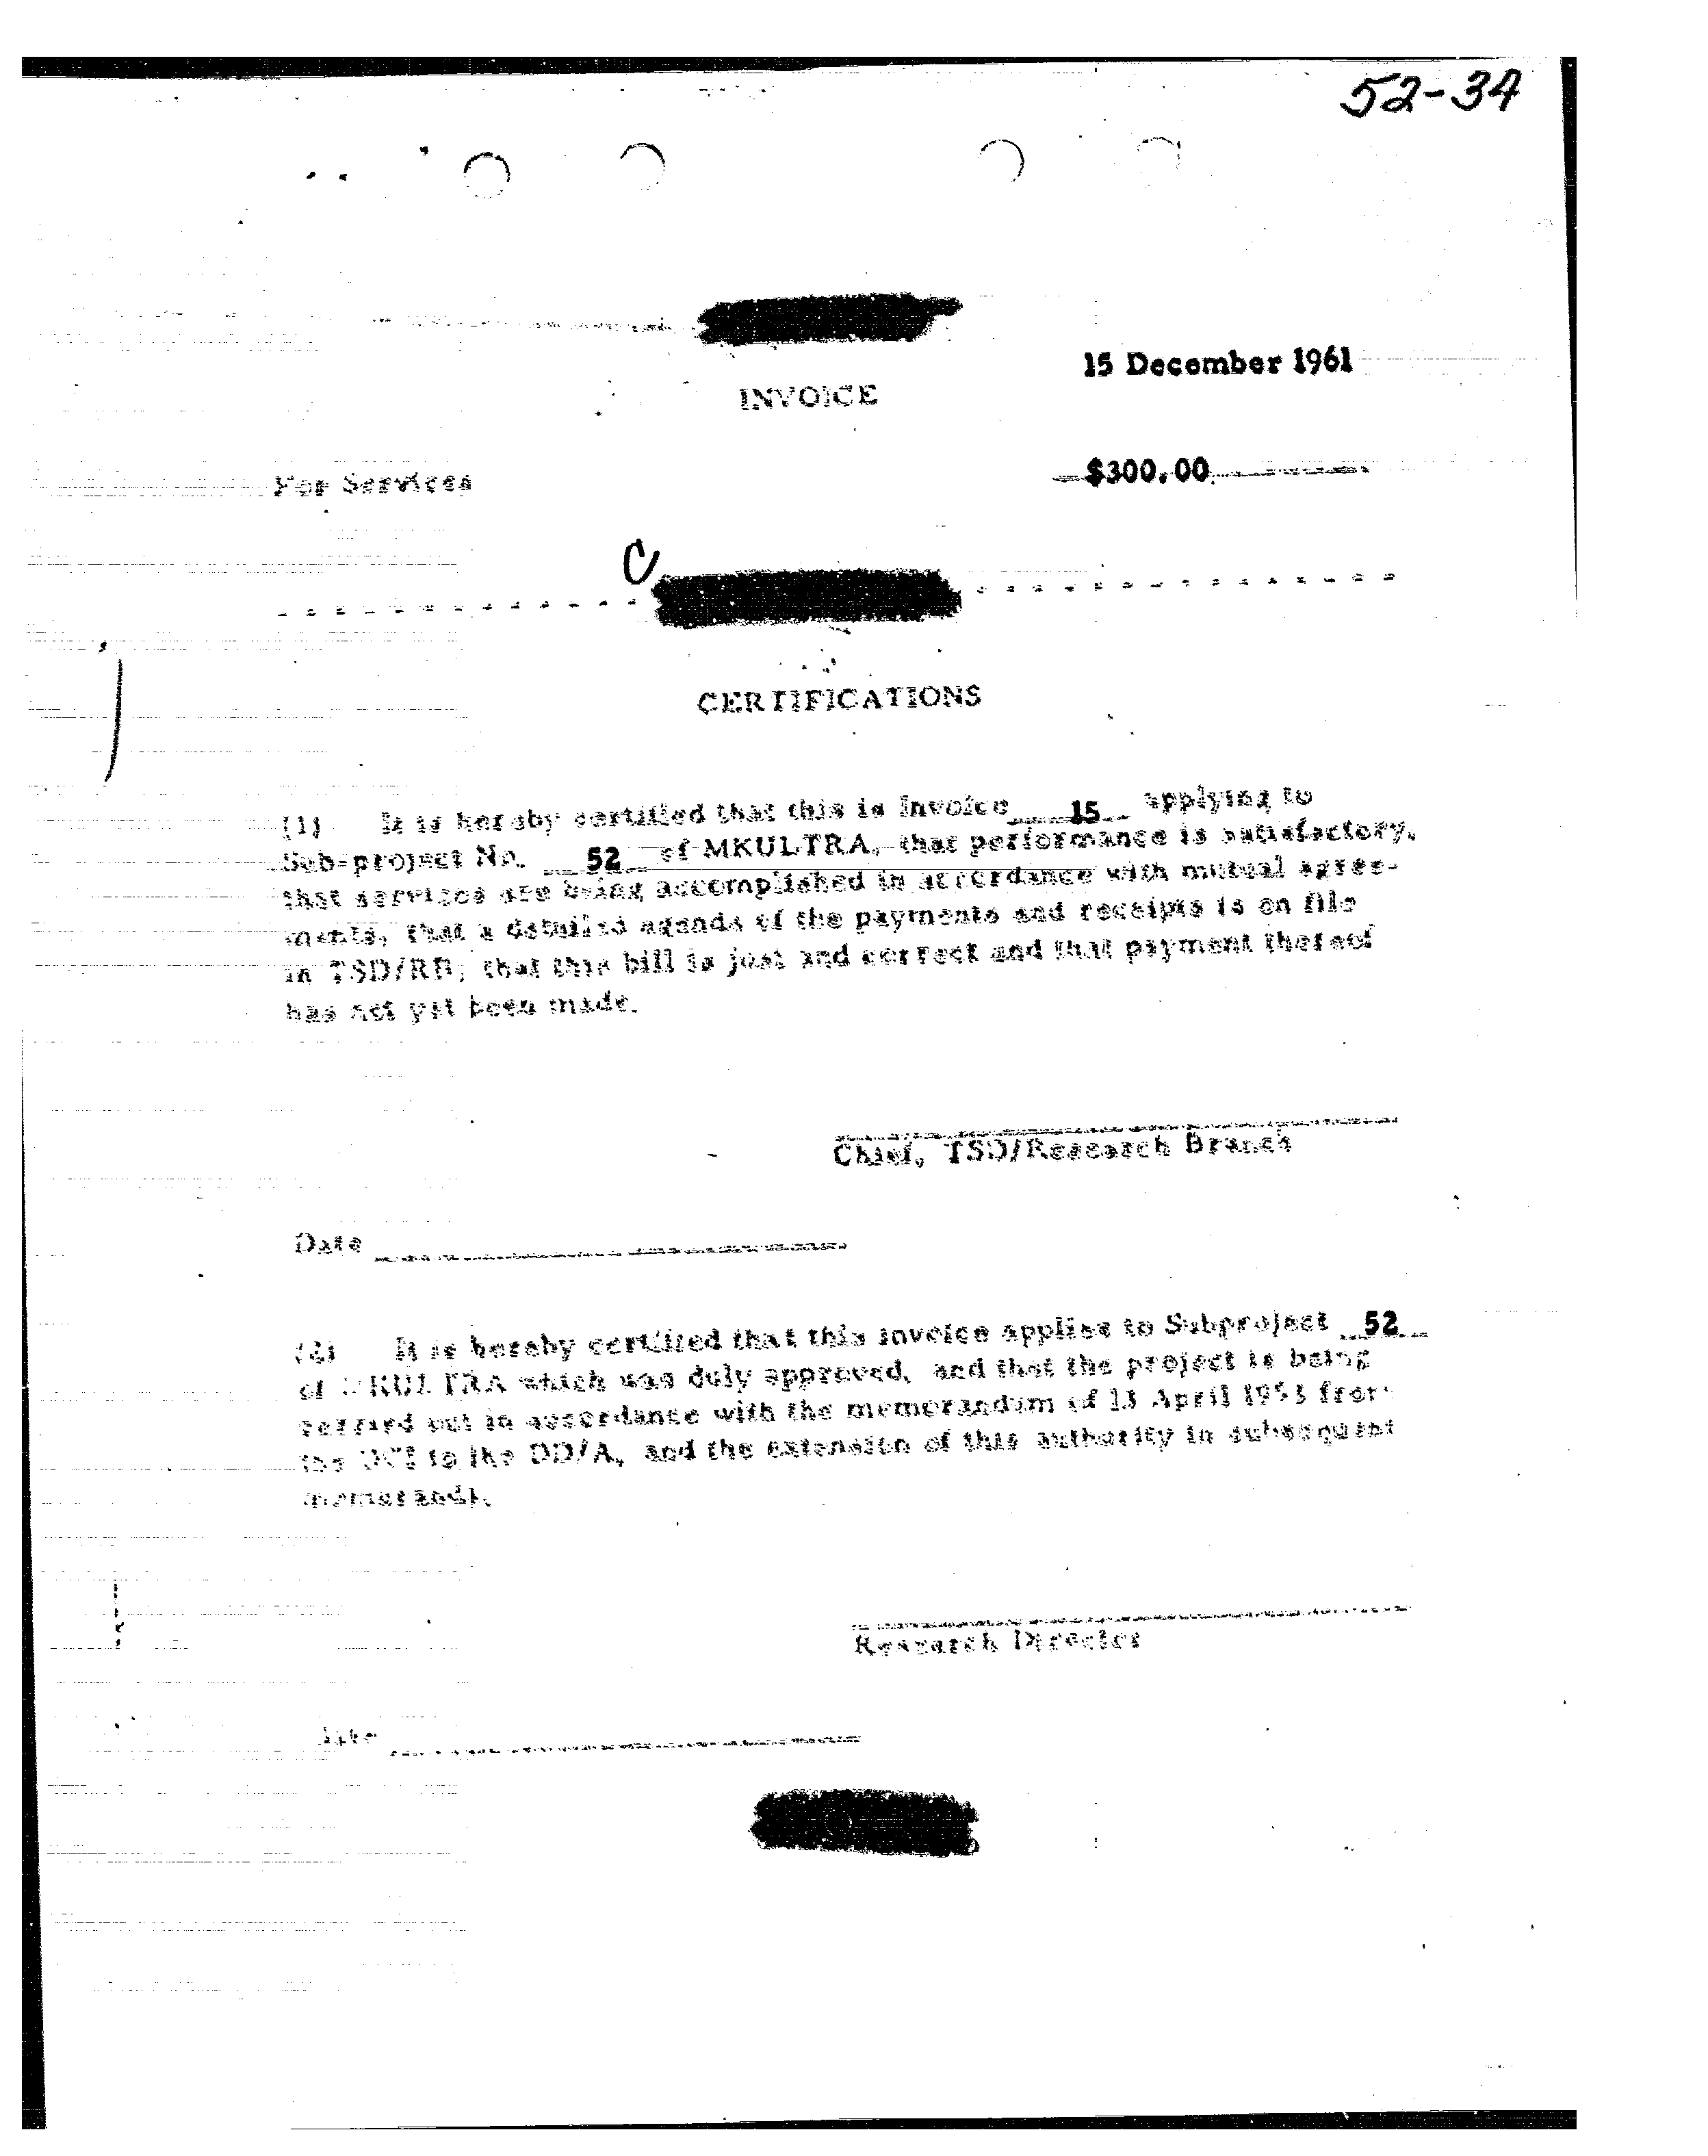 52-34
15 December 1961
INVOICE
For Services
$300.00
C
CERTIFICATIONS
(1) It is hereby certified that this is Invoice 15 applying to
Sub-project No. 52 of MKULTRA, that performance is satisfactory,
that services are being accomplished in accordance with mutual agree-
ments, that a detailed agenda of the payments and receipts is on file
in TSD/RB, that this bill is just and correct and that payment thereof
has not yet been made.
Chief, TSD/Research Branch
Date
(2) It is hereby certified that this invoice applies to Subproject 52
of MKULTRA which was duly approved, and that the project is being
carried out in accordance with the memorandum of 13 April 1953 from
the DCI to the DD/A, and the extension of this authority in subsequent
memoranda.
Research Director
Date